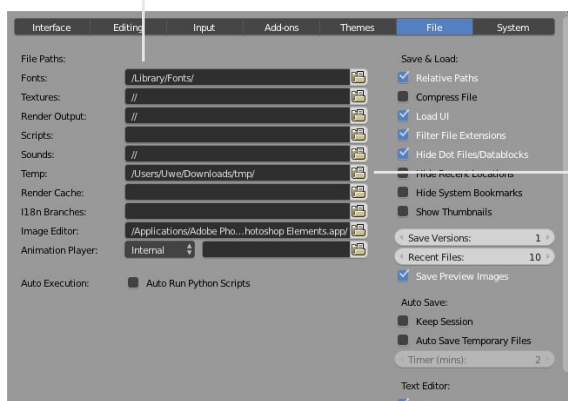 Interface Editing Input Add-ons Themes File System
File Paths:
Fonts: /Library/Fonts/
Textures: //
Render Output: //
Scripts:
Sounds: //
Temp: /Users/Uwe/Downloads/tmp/
Render Cache:
I18n Branches:
Image Editor: /Applications/Adobe Pho...hotoshop Elements.app/
Animation Player: Internal
Auto Execution: Auto Run Python Scripts
Save & Load:
Relative Paths
Compress File
Load UI
Filter File Extensions
Hide Dot Files/Datablocks
Hide Recent Locations
Hide System Bookmarks
Show Thumbnails
Save Versions: 1
Recent Files: 10
Save Preview Images
Auto Save:
Keep Session
Auto Save Temporary Files
Timer (mins): 2
Text Editor: